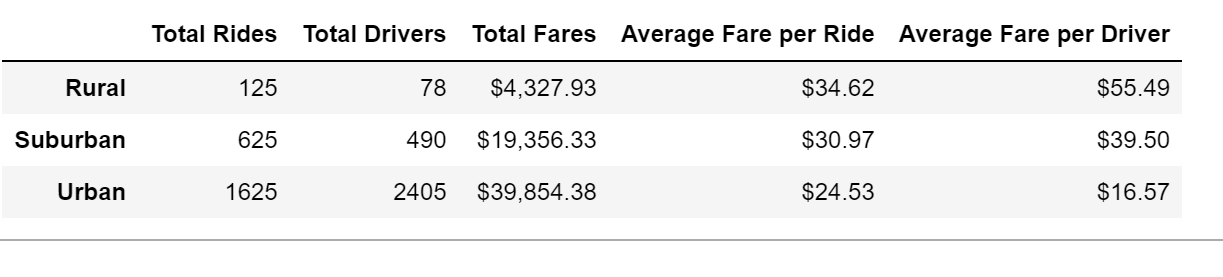 Total Rides Total Drivers Total Fares Average Fare per Ride Average Fare per Driver
Rural 125 78 $4,327.93 $34.62 $55.49
Suburban 625 490 $19,356.33 $30.97 $39.50
Urban 1625 2405 $39,854.38 $24.53 $16.57